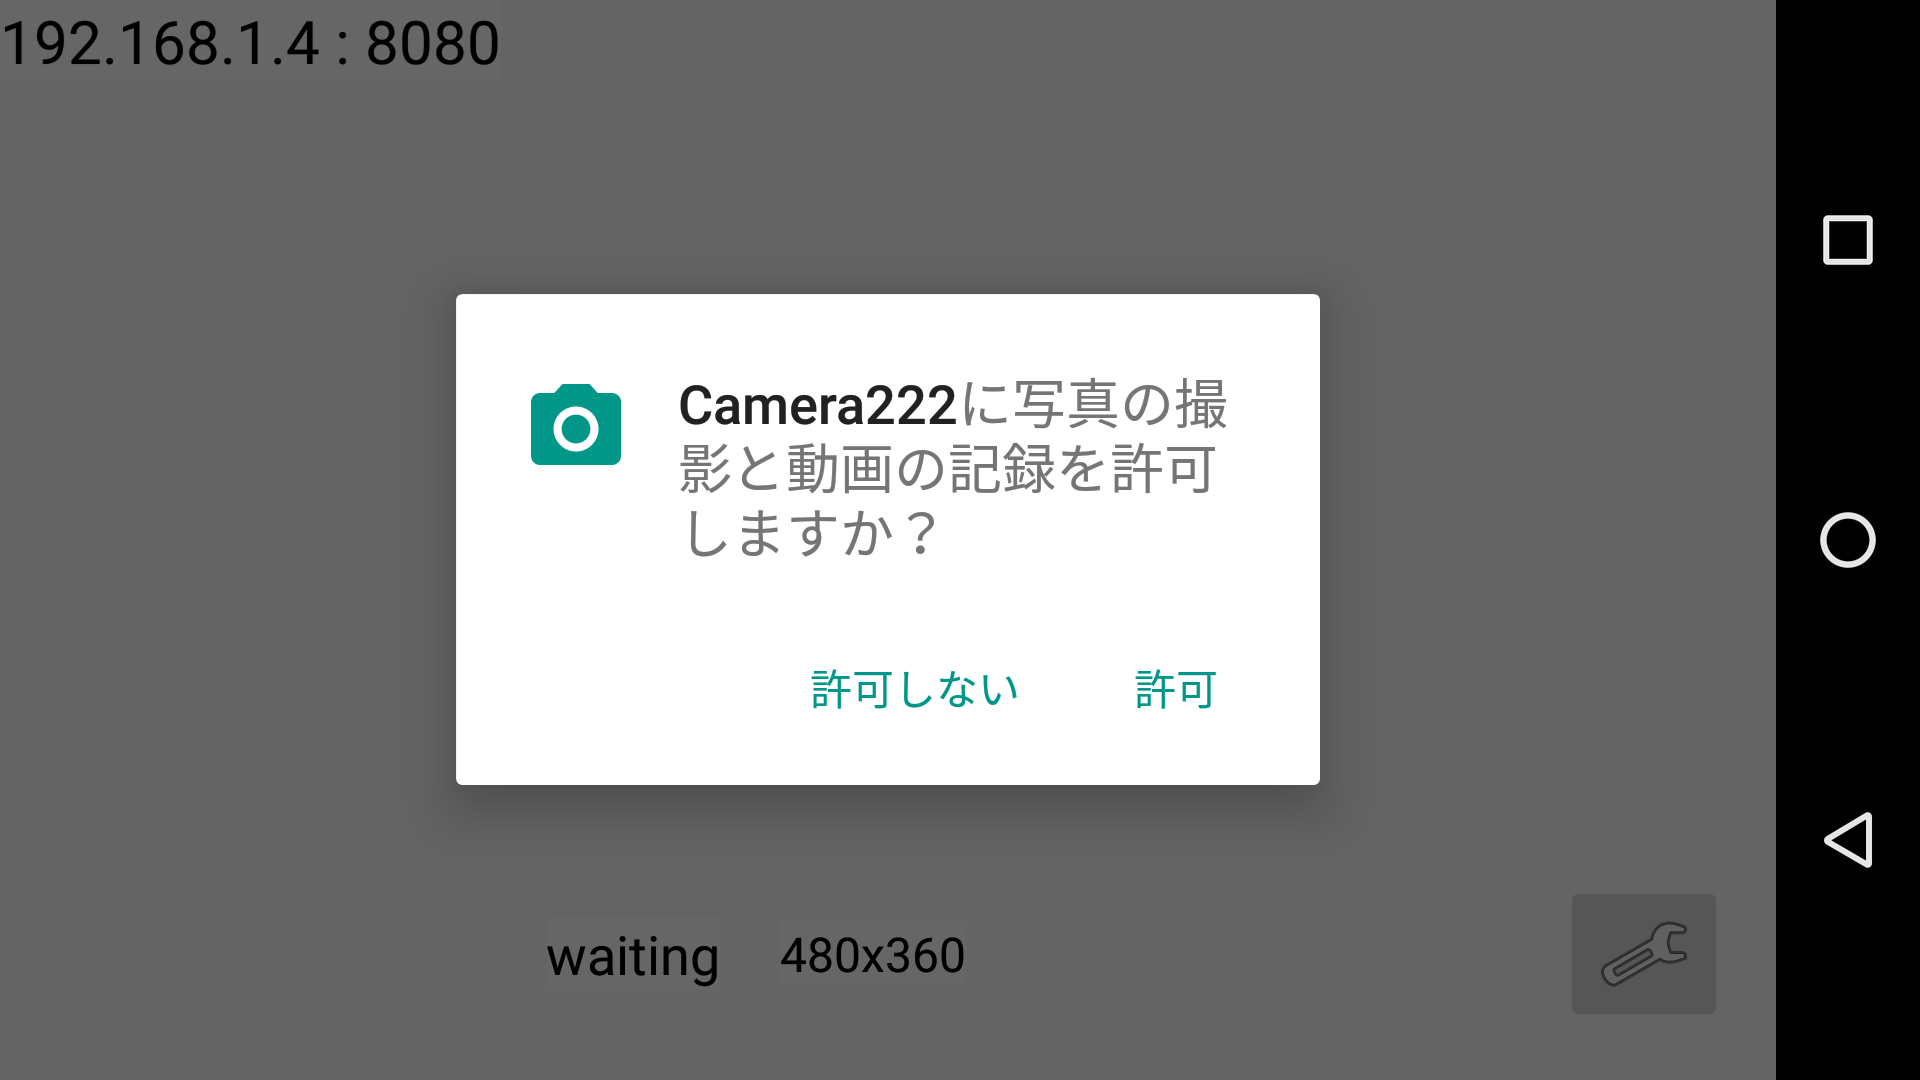 192.168.1.4 : 8080
Camera222に写真の撮
影と動画の記録を許可
しますか？
許可しない 許可
waiting 480x360